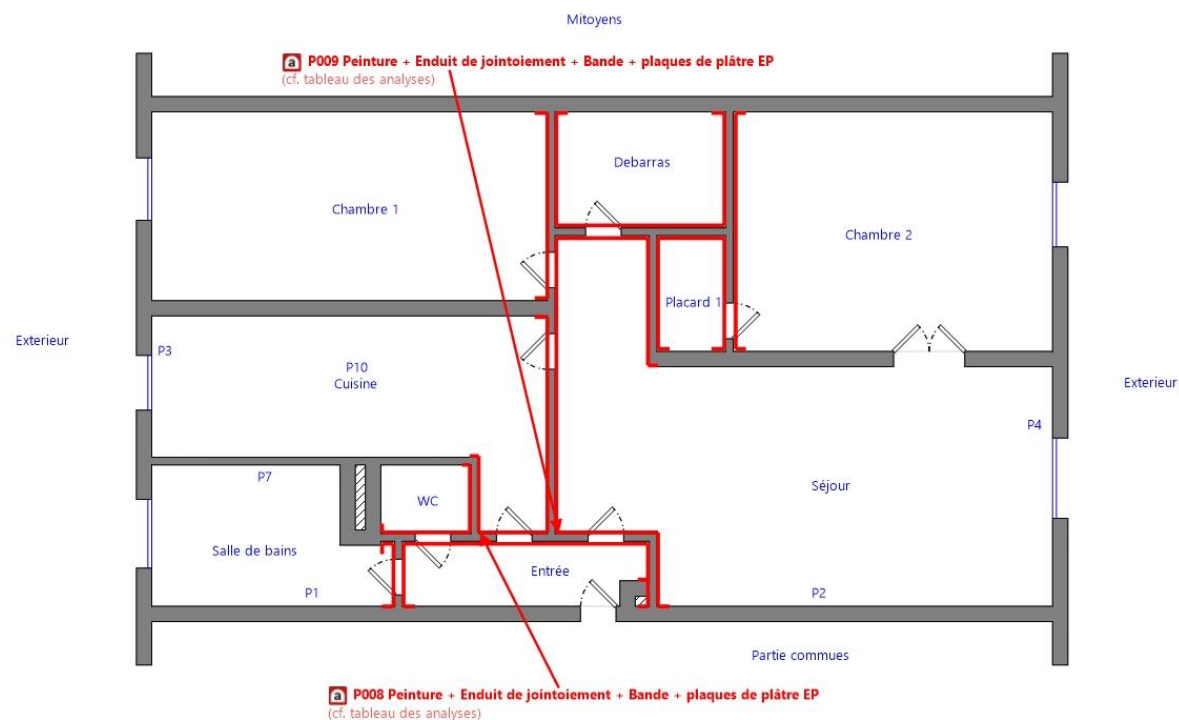 Mitoyens
a P009 Peinture + Enduit de jointoiement + Bande + plaques de plâtre EP
(cf. tableau des analyses)
Debarras
Chambre 1
Chambre 2
Placard 1
Exterieur
P3
P10
Cuisine
Exterieur
P4
P7
WC
Séjour
Salle de bains
Entrée
P1
P2
Partie commues
a P008 Peinture + Enduit de jointoiement + Bande + plaques de plâtre EP
(cf. tableau des analyses)